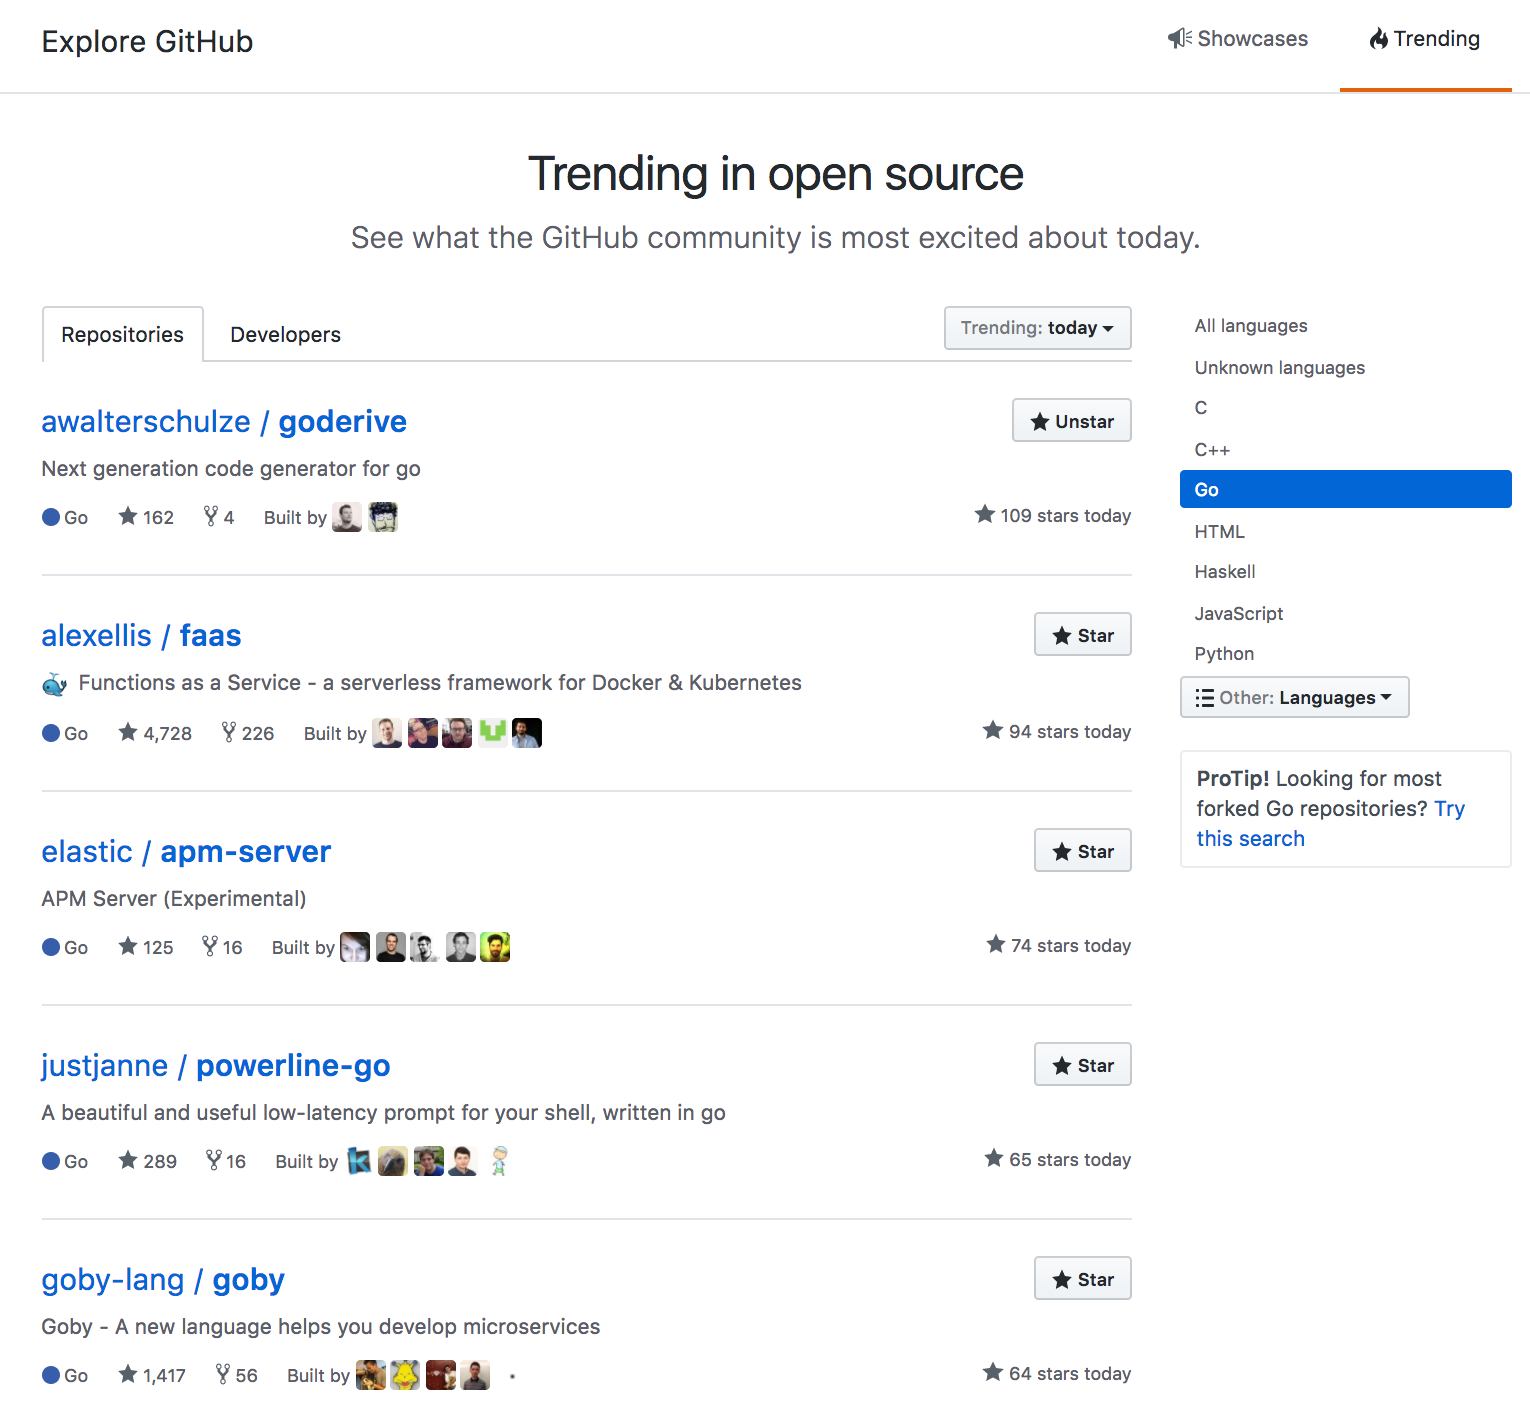 Explore GitHub
Showcases
Trending
Trending in open source
See what the GitHub community is most excited about today.
Repositories
Developers
Trending: today
awalterschulze / goderive
Unstar
Next generation code generator for go
Go 162 4 Built by
109 stars today
alexellis / faas
Star
Functions as a Service - a serverless framework for Docker & Kubernetes
Go 4,728 226 Built by
94 stars today
elastic / apm-server
Star
APM Server (Experimental)
Go 125 16 Built by
74 stars today
justjanne / powerline-go
Star
A beautiful and useful low-latency prompt for your shell, written in go
Go 289 16 Built by
65 stars today
goby-lang / goby
Star
Goby - A new language helps you develop microservices
Go 1,417 56 Built by
64 stars today
All languages
Unknown languages
C
C++
Go
HTML
Haskell
JavaScript
Python
Other: Languages
ProTip! Looking for most
forked Go repositories? Try
this search